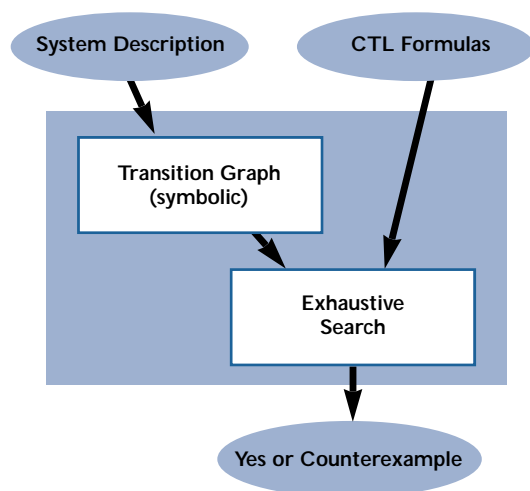 System Description
CTL Formulas
Transition Graph
(symbolic)
Exhaustive
Search
Yes or Counterexample